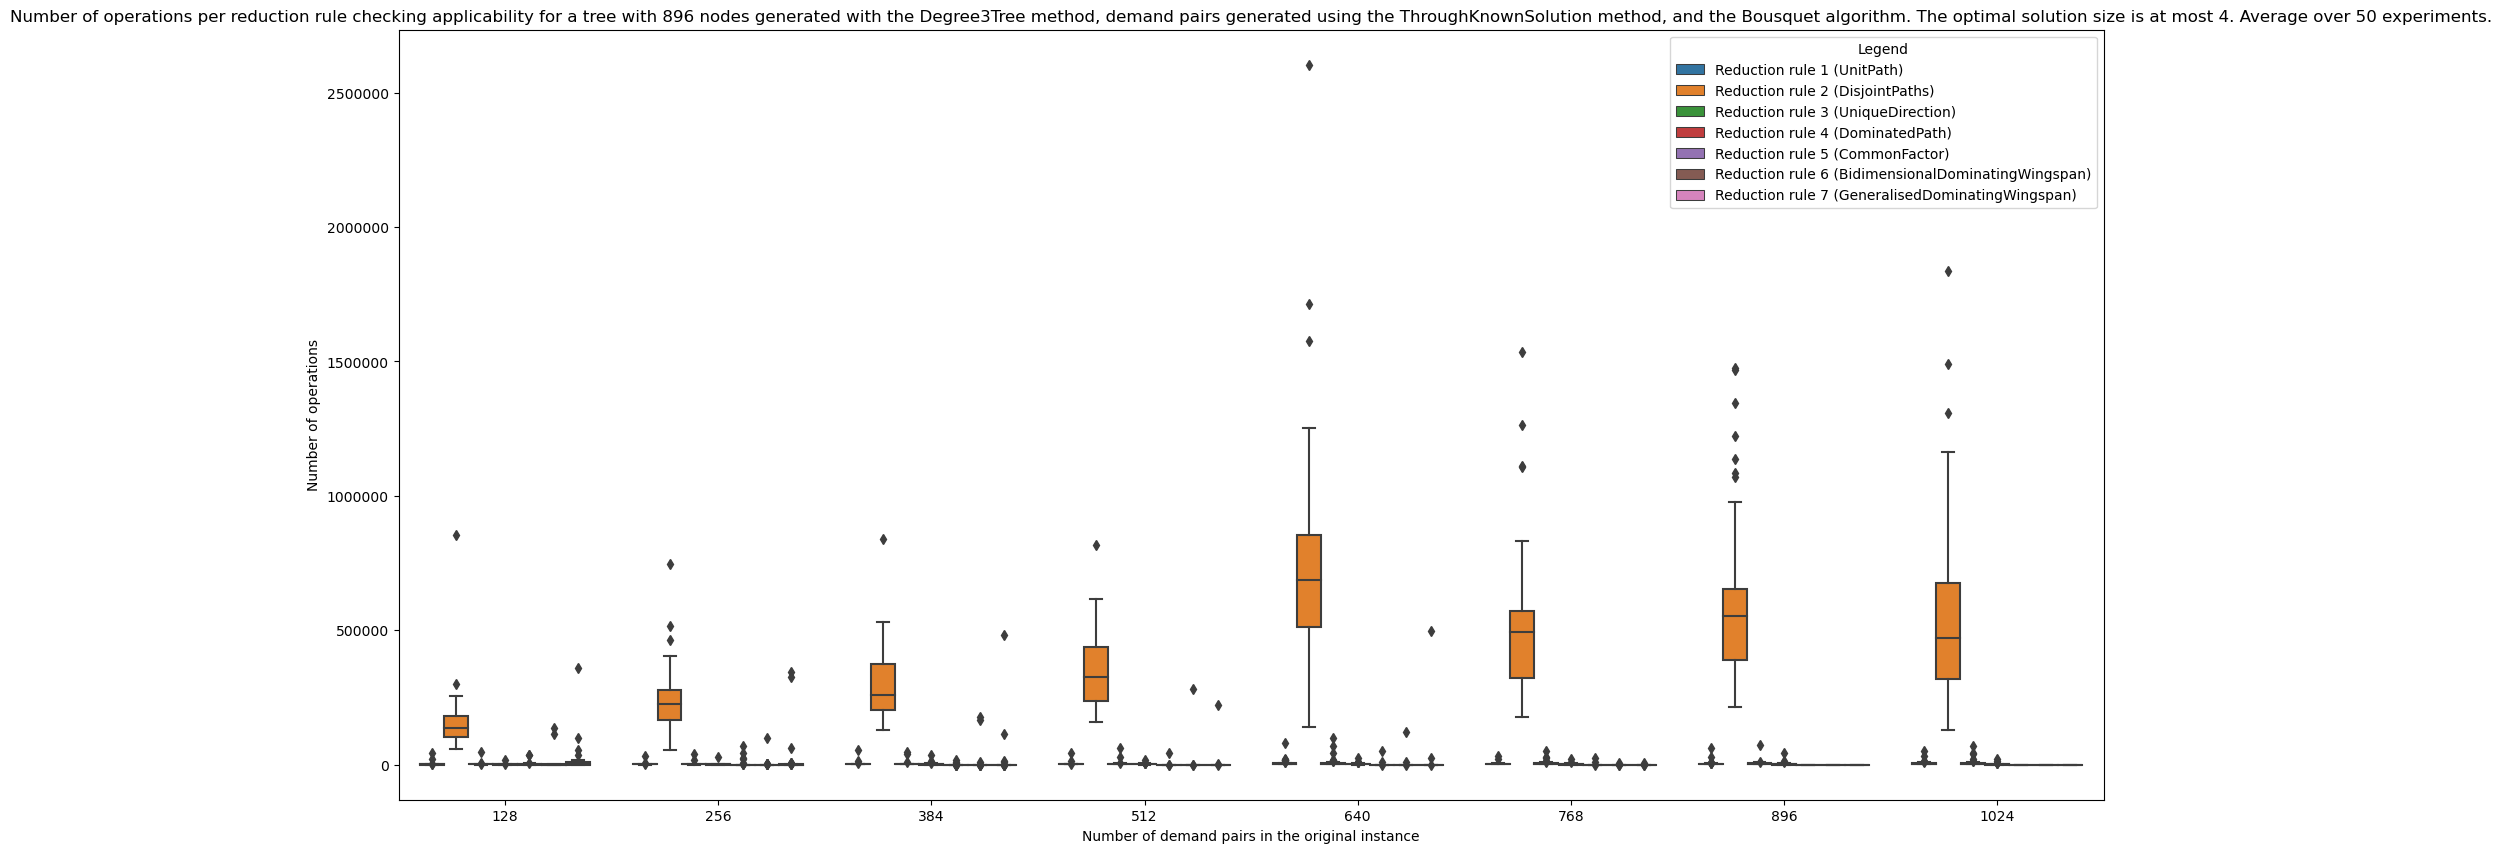 Number of operations per reduction rule checking applicability for a tree with 896 nodes generated with the Degree3Tree method, demand pairs generated using the ThroughKnownSolution method, and the Bousquet algorithm. The optimal solution size is at most 4. Average over 50 experiments.
Legend
Reduction rule 1 (UnitPath)
Reduction rule 2 (DisjointPaths)
Reduction rule 3 (UniqueDirection)
Reduction rule 4 (DominatedPath)
Reduction rule 5 (CommonFactor)
Reduction rule 6 (BidimensionalDominatingWingspan)
Reduction rule 7 (GeneralisedDominatingWingspan)
Number of operations
2500000
2000000
1500000
1000000
500000
0
128 256 384 512 640 768 896 1024
Number of demand pairs in the original instance